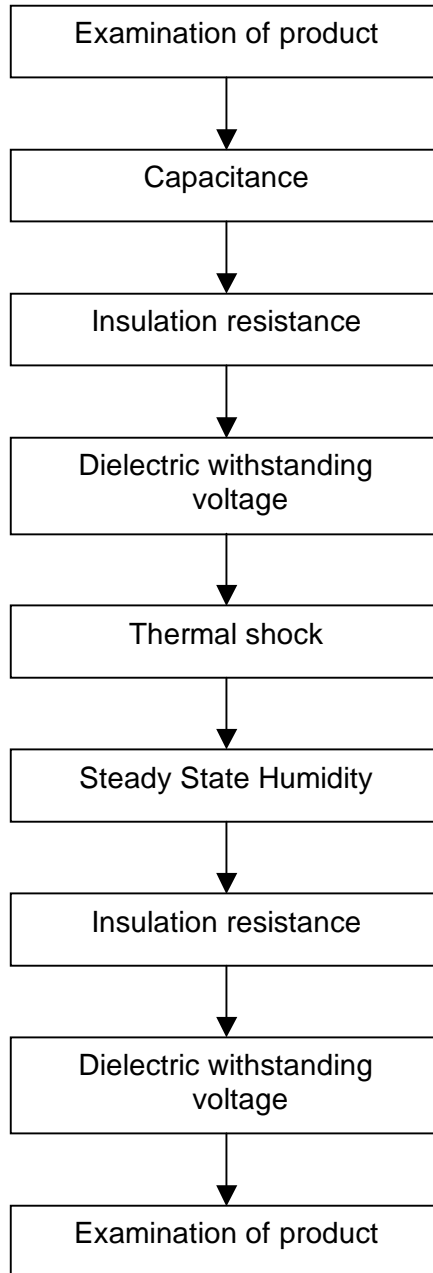 Examination of product
Capacitance
Insulation resistance
Dielectric withstanding
voltage
Thermal shock
Steady State Humidity
Insulation resistance
Dielectric withstanding
voltage
Examination of product